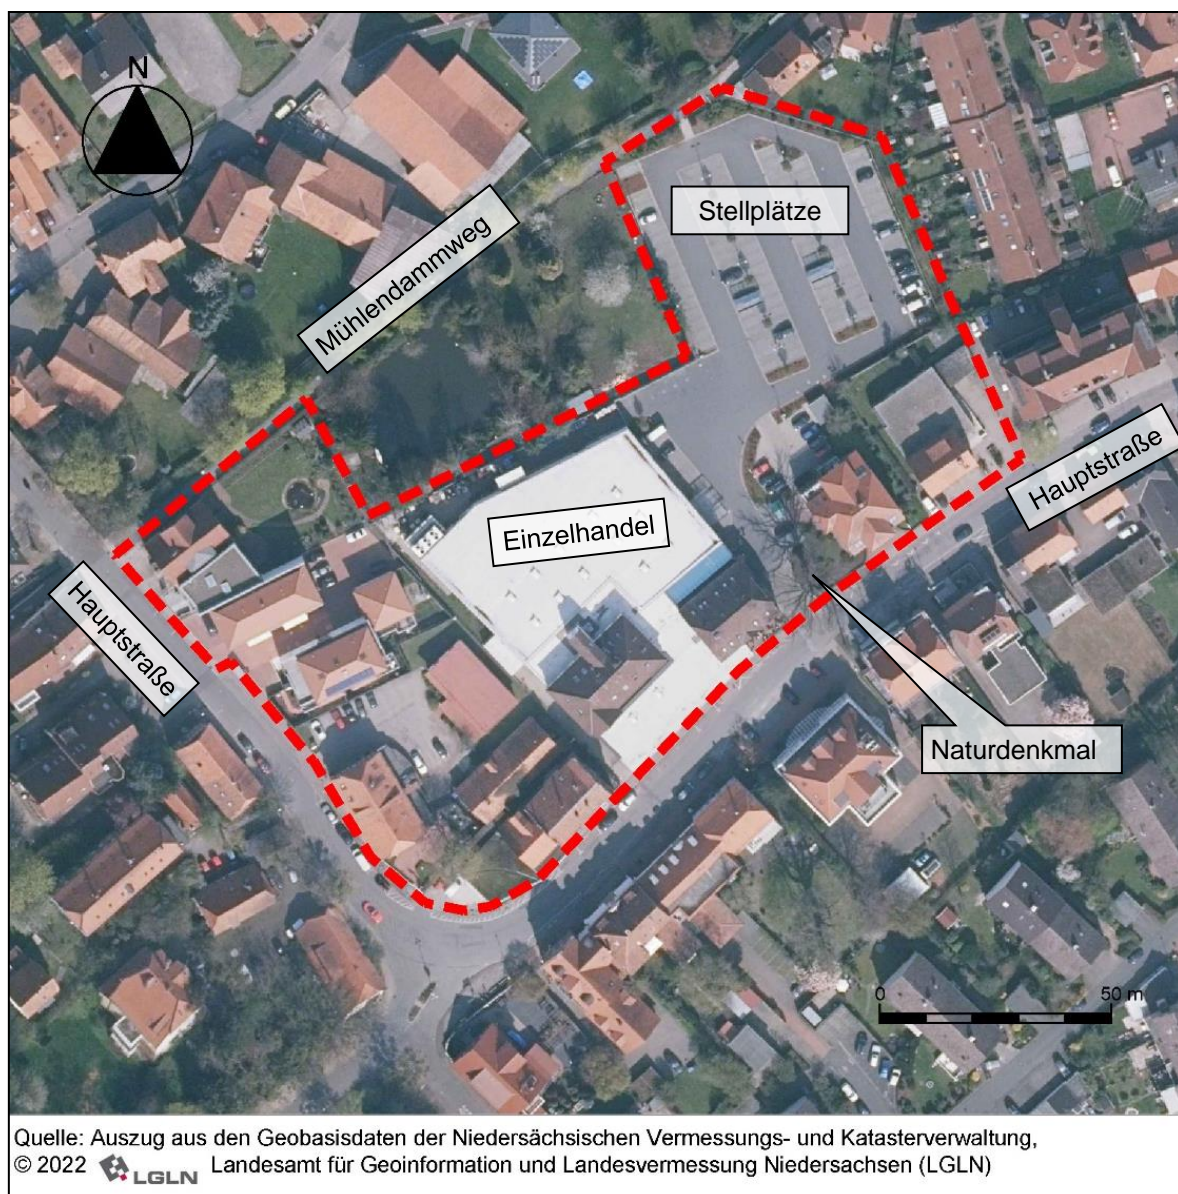 N
Stellplätze
Mühlendammweg
Hauptstraße
Einzelhandel
Hauptstraße
Naturdenkmal
0 50 m
Quelle: Auszug aus den Geobasisdaten der Niedersächsischen Vermessungs- und Katasterverwaltung,
© 2022 LGLN Landesamt für Geoinformation und Landesvermessung Niedersachsen (LGLN)